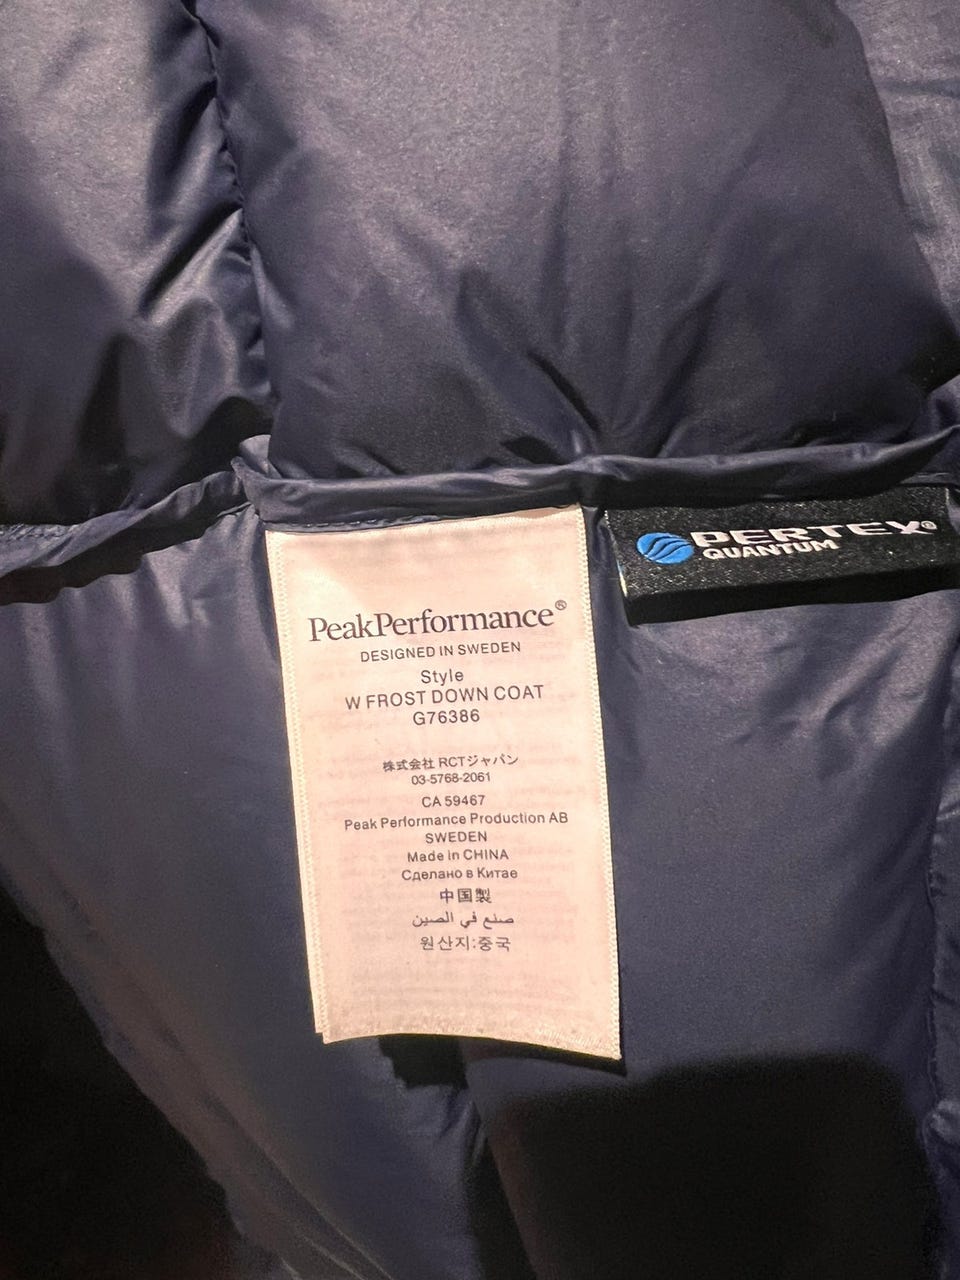 PeakPerformance®
DESIGNED IN SWEDEN
Style
W FROST DOWN COAT
G76386
株式会社 RCTジャパン
03-5768-2061
CA 59467
Peak Performance Production AB
SWEDEN
Made in CHINA
Сделано в Китае
中国製
صنع في الصين
원산지:중국
PERTEX®
QUANTUM